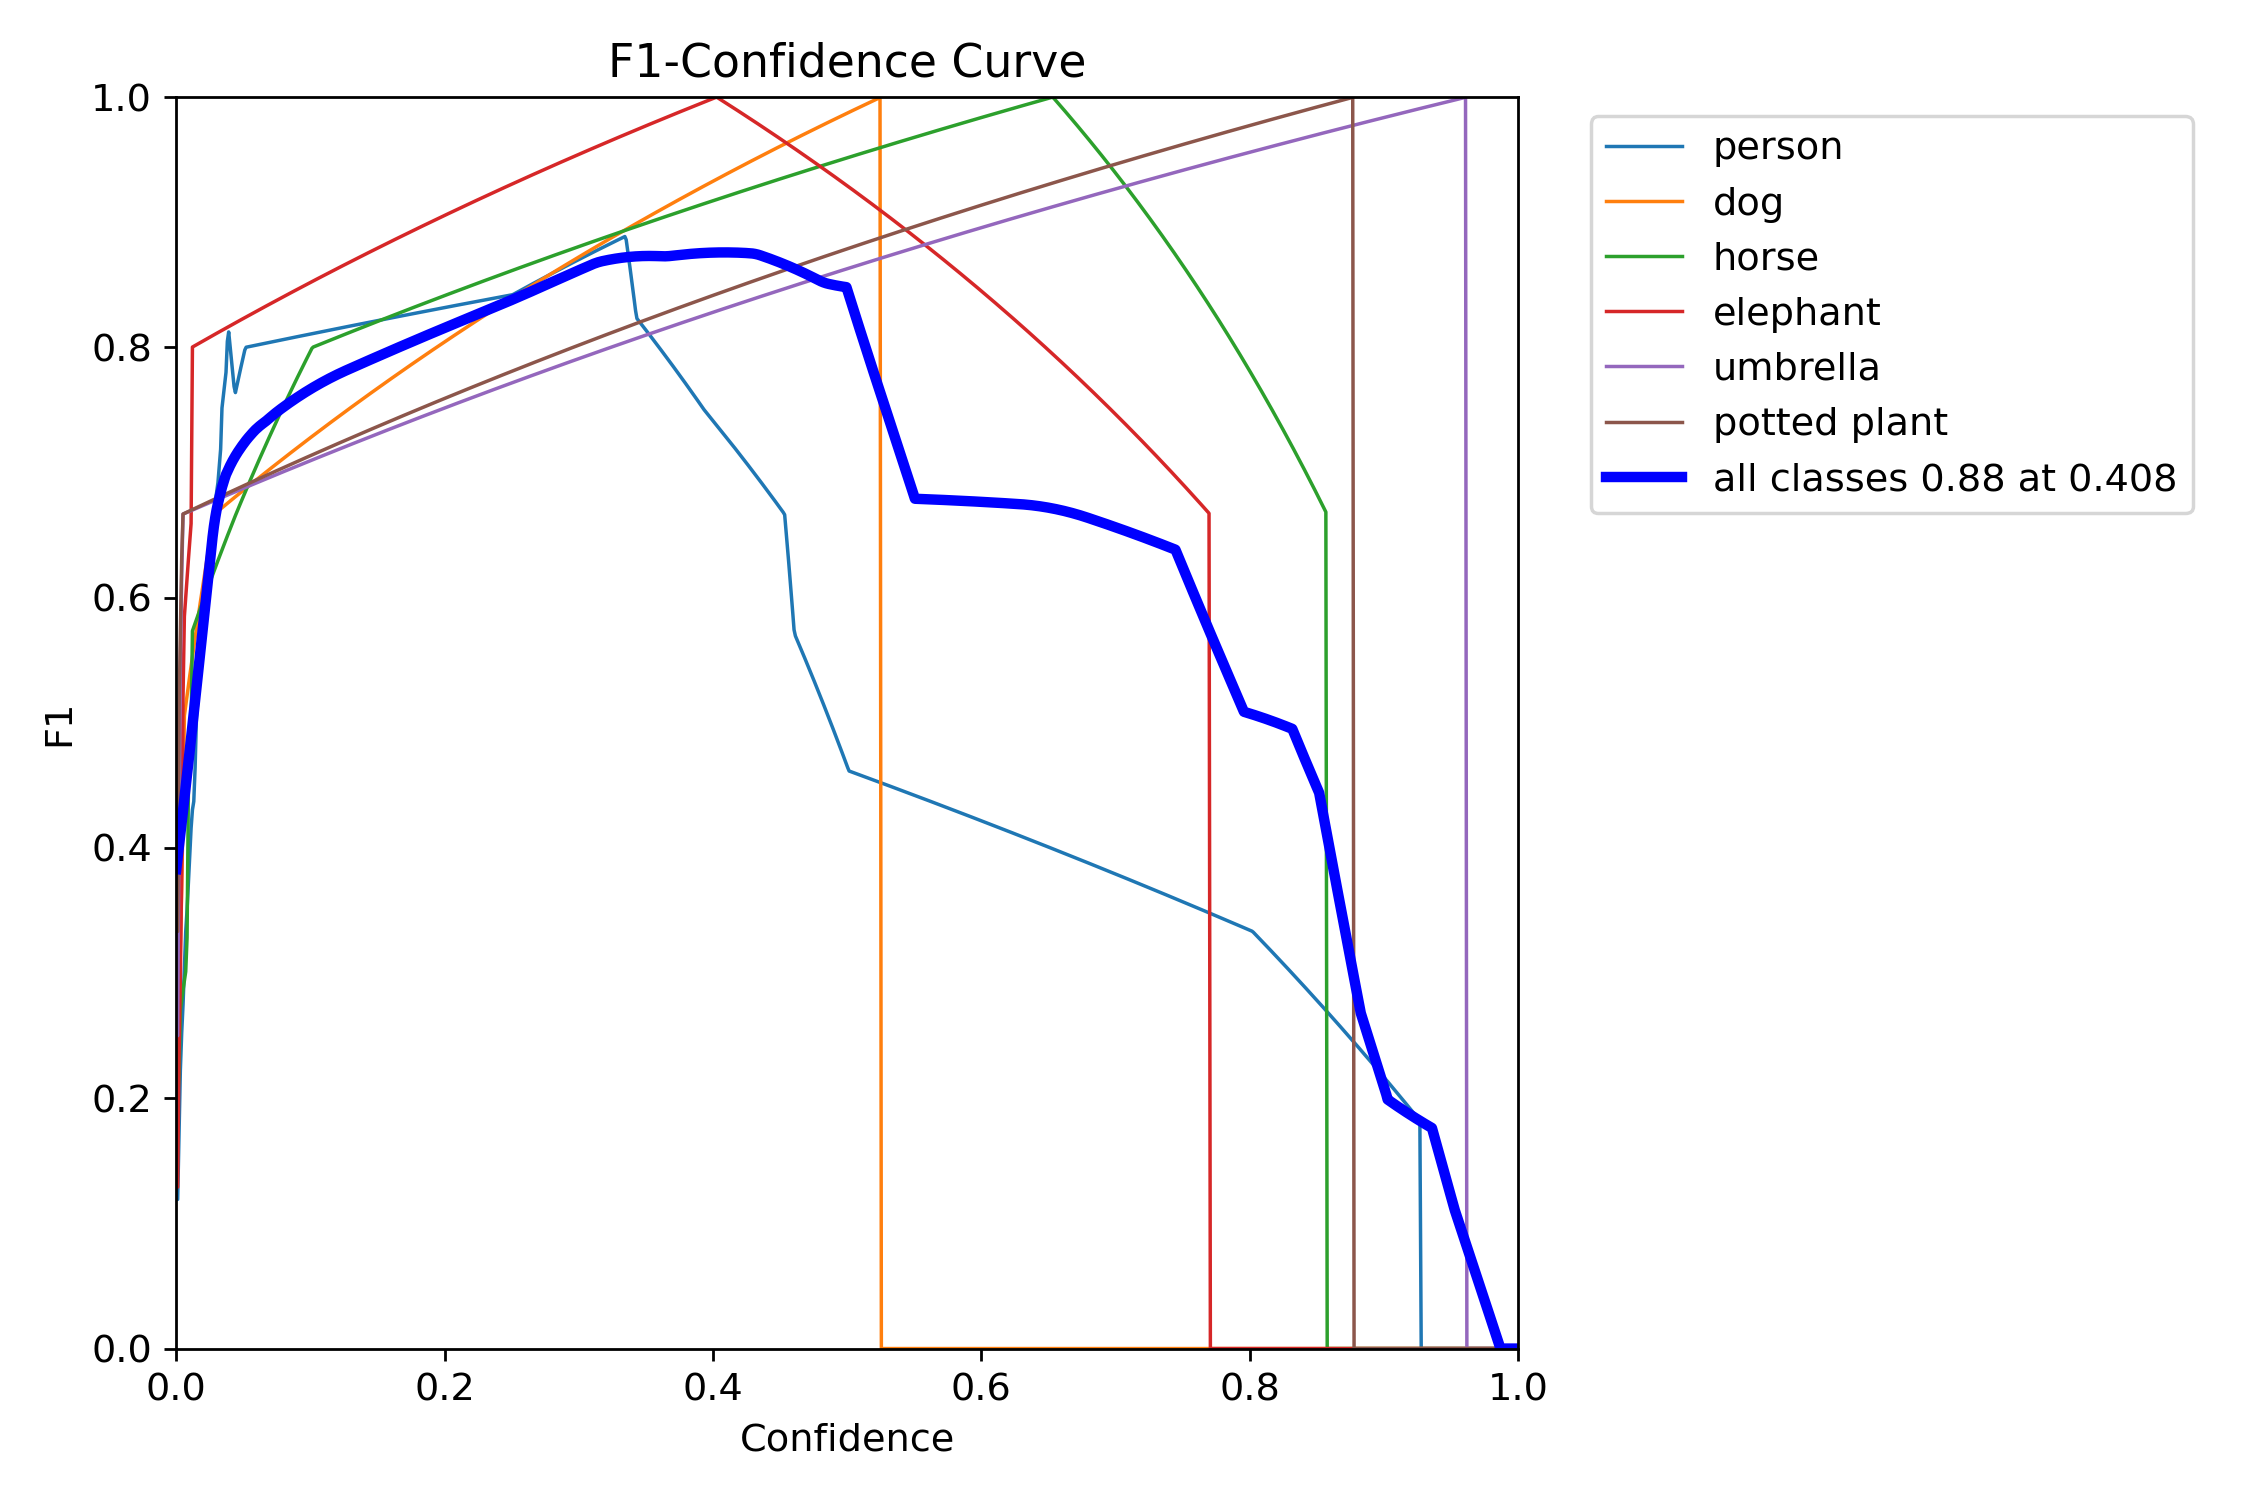 F1-Confidence Curve
1.0
0.8
0.6
0.4
0.2
0.0
F1
0.0 0.2 0.4 0.6 0.8 1.0
Confidence
person
dog
horse
elephant
umbrella
potted plant
all classes 0.88 at 0.408